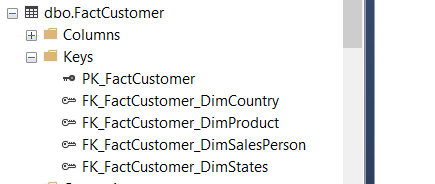 dbo.FactCustomer
Columns
Keys
PK_FactCustomer
FK_FactCustomer_DimCountry
FK_FactCustomer_DimProduct
FK_FactCustomer_DimSalesPerson
FK_FactCustomer_DimStates